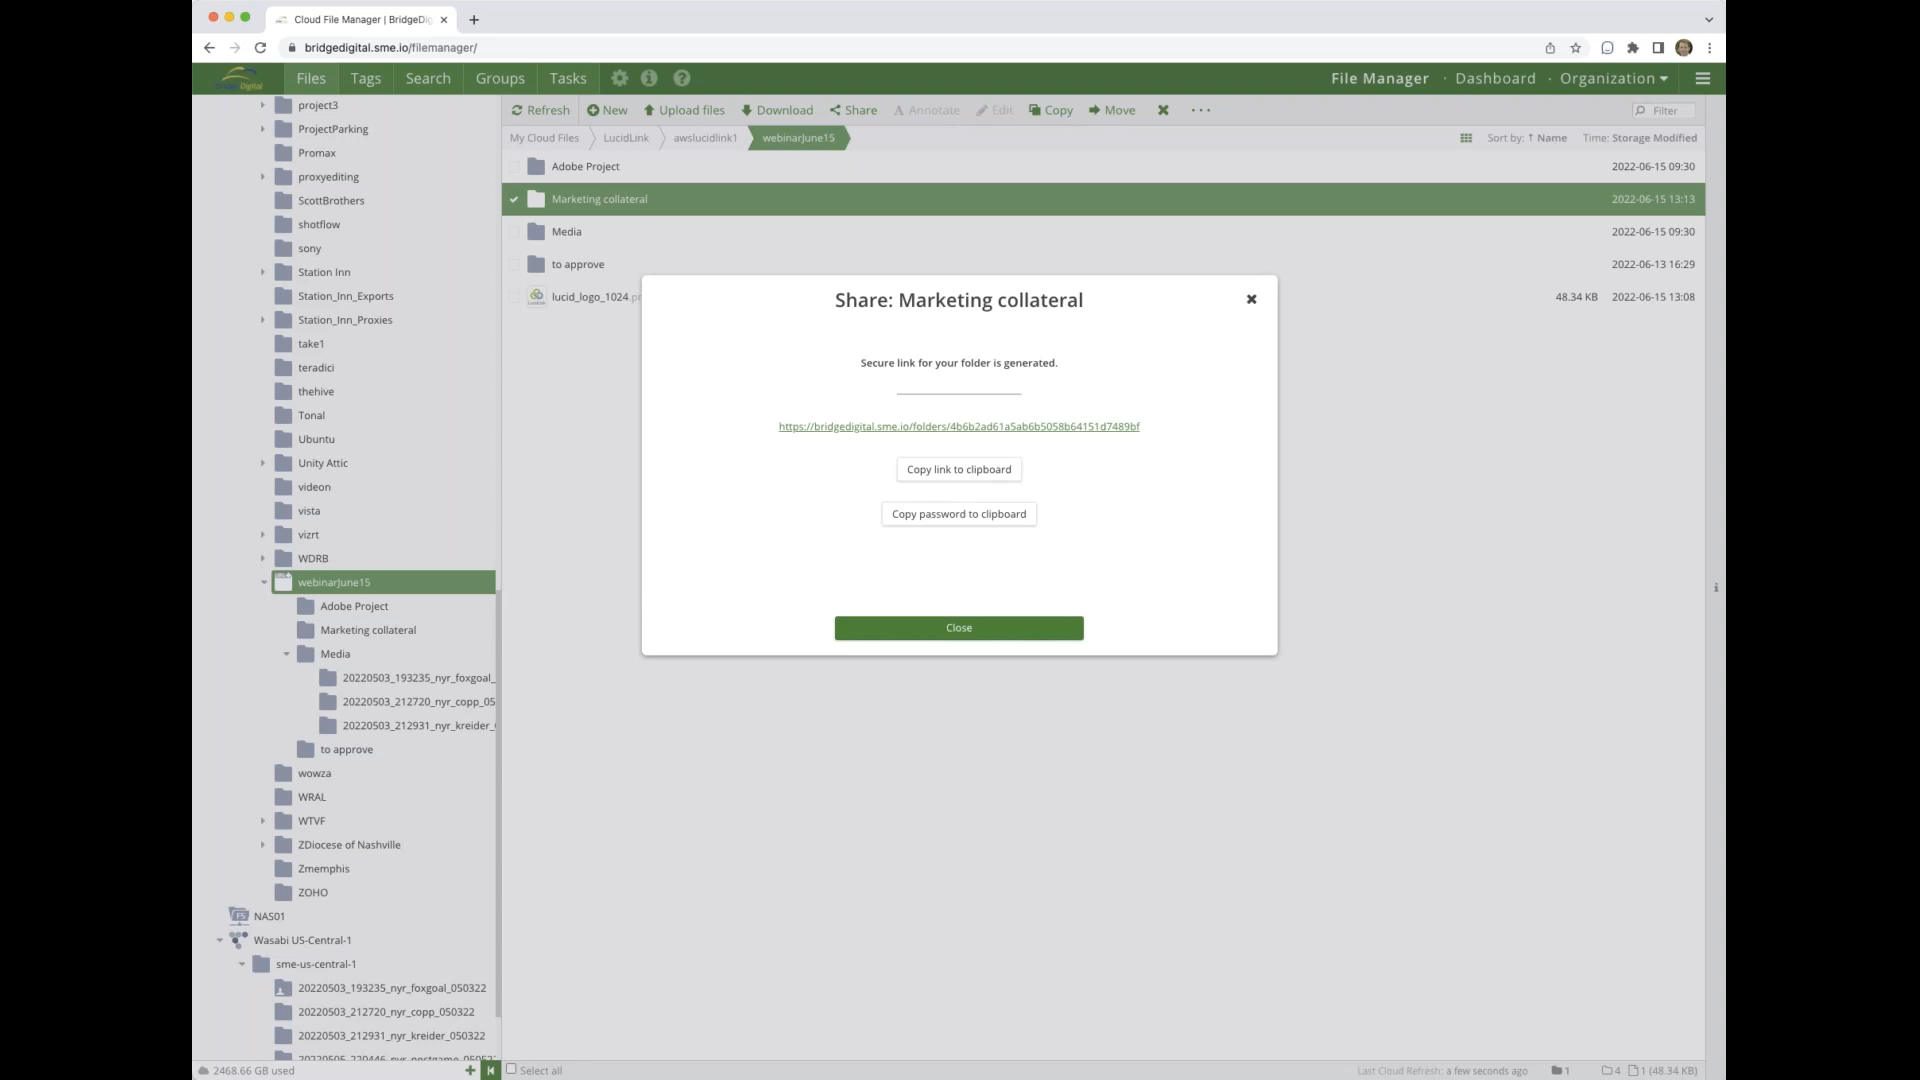 Cloud File Manager | BridgeDig
bridgedigital.sme.io/filemanager/
Files
Tags
Search
Groups
Tasks
File Manager · Dashboard · Organization
Refresh
New
Upload files
Download
Share
Annotate
Edit
Copy
Move
Filter
My Cloud Files
LucidLink
awslucidlink1
webinarJune15
Sort by: ↑ Name
Time: Storage Modified
project3
ProjectParking
Promax
proxyediting
ScottBrothers
shotflow
sony
Station Inn
Station_Inn_Exports
Station_Inn_Proxies
take1
teradici
thehive
Tonal
Ubuntu
Unity Attic
videon
vista
vizrt
WDRB
webinarJune15
Adobe Project
Marketing collateral
Media
20220503_193235_nyr_foxgoal_
20220503_212720_nyr_copp_05
20220503_212931_nyr_kreider_
to approve
wowza
WRAL
WTVF
ZDiocese of Nashville
Zmemphis
ZOHO
NAS01
Wasabi US-Central-1
sme-us-central-1
20220503_193235_nyr_foxgoal_050322
20220503_212720_nyr_copp_050322
20220503_212931_nyr_kreider_050322
2468.66 GB used
Adobe Project 2022-06-15 09:30
Marketing collateral 2022-06-15 13:13
Media 2022-06-15 09:30
to approve 2022-06-13 16:29
lucid_logo_1024.pr 48.34 KB 2022-06-15 13:08
Share: Marketing collateral
Secure link for your folder is generated.
https://bridgedigital.sme.io/folders/4b6b2ad61a5ab6b5058b64151d7489bf
Copy link to clipboard
Copy password to clipboard
Close
Select all
Last Cloud Refresh: a few seconds ago
1
4
1 (48.34 KB)